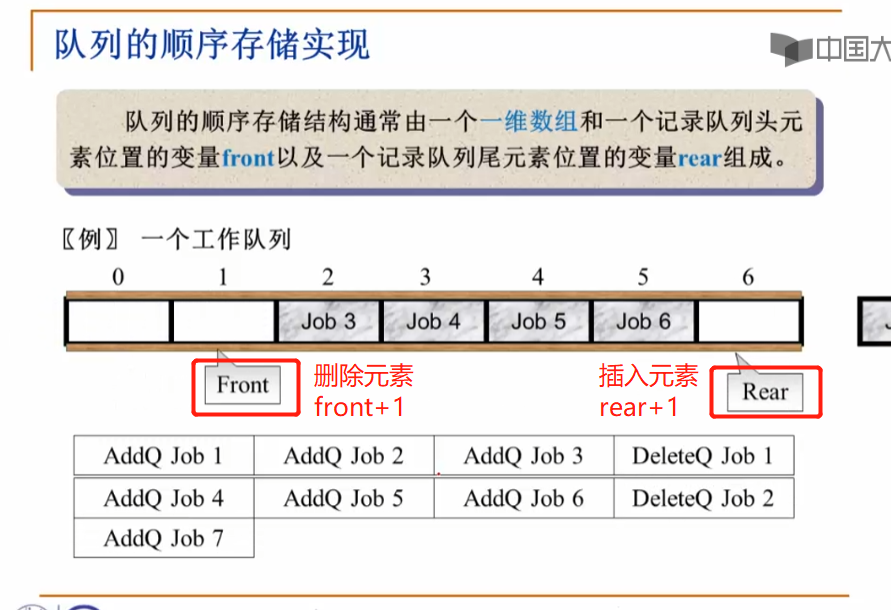 队列的顺序存储实现
中国大
队列的顺序存储结构通常由一个一维数组和一个记录队列头元
素位置的变量front以及一个记录队列尾元素位置的变量rear组成。
〖例〗 一个工作队列
0 1 2 3 4 5 6
Job 3 Job 4 Job 5 Job 6
Front 删除元素 插入元素 Rear
front+1 rear+1
AddQ Job 1 AddQ Job 2 AddQ Job 3 DeleteQ Job 1
AddQ Job 4 AddQ Job 5 AddQ Job 6 DeleteQ Job 2
AddQ Job 7